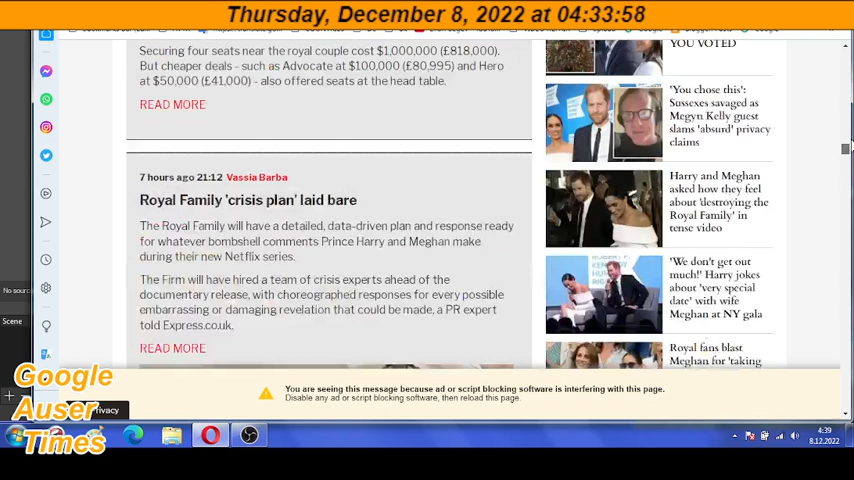 Thursday, December 8, 2022 at 04:33:58
Securing four seats near the royal couple cost $1,000,000 (£818,000).
But cheaper deals - such as Advocate at $100,000 (£80,995) and Hero
at $50,000 (£41,000) - also offered seats at the head table.
READ MORE
7 hours ago 21:12 Vassia Barba
Royal Family 'crisis plan' laid bare
The Royal Family will have a detailed, data-driven plan and response ready
for whatever bombshell comments Prince Harry and Meghan make
during their new Netflix series.
The Firm will have hired a team of crisis experts ahead of the
documentary release, with choreographed responses for every possible
embarrassing or damaging revelation that could be made, a PR expert
told Express.co.uk.
READ MORE
YOU VOTED
'You chose this':
Sussexes savaged as
Megyn Kelly guest
slams 'absurd' privacy
claims
Harry and Meghan
asked how they feel
about 'destroying the
Royal Family' in
tense video
'We don't get out
much!' Harry jokes
about 'very special
date' with wife
Meghan at NY gala
Royal fans blast
Meghan for 'taking
You are seeing this message because ad or script blocking software is interfering with this page.
Disable any ad or script blocking software, then reload this page.
No sourc
Scene
Google
Auser
Times
rivacy
4:39
8.12.2022